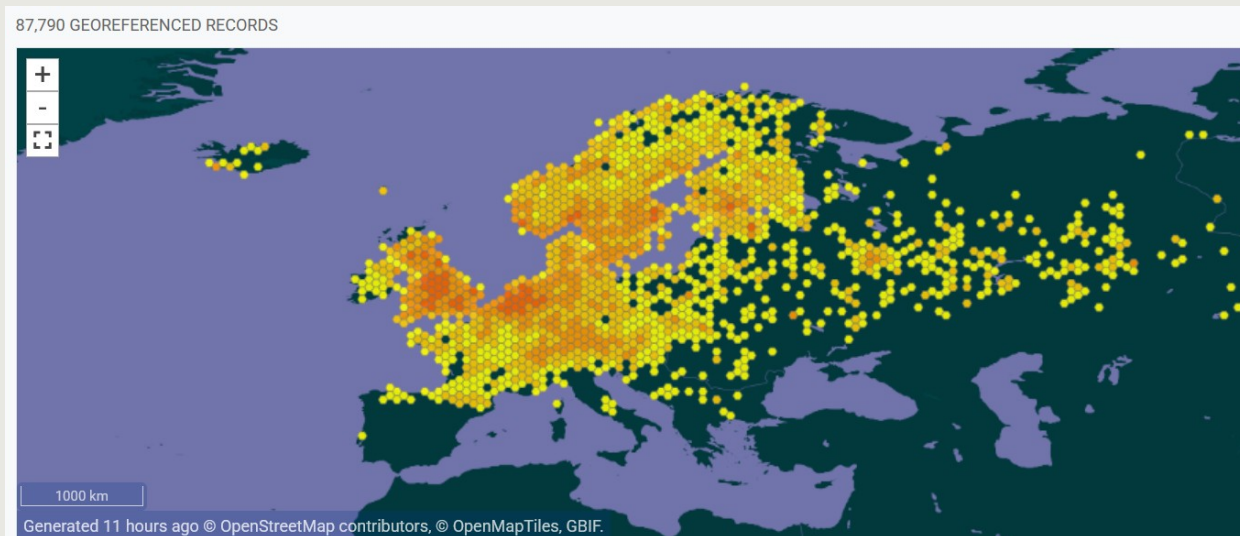 87,790 GEOREFERENCED RECORDS
+
-
1000 km
Generated 11 hours ago © OpenStreetMap contributors, © OpenMapTiles, GBIF.